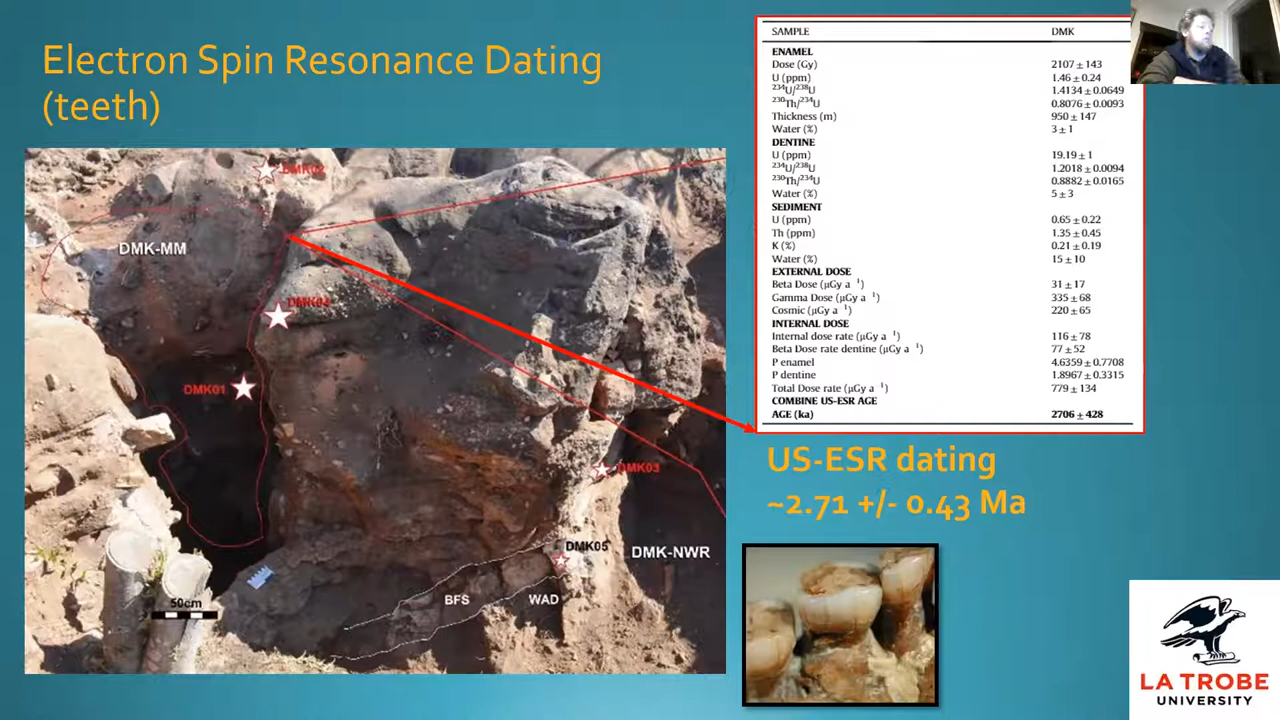 Electron Spin Resonance Dating
(teeth)
DMK02
DMK-MM
DMK04
DMK01
DMK03
DMK05
DMK-NWR
BFS
WAD
50cm
SAMPLE DMK
ENAMEL
Dose (Gy) 2107 ± 143
U (ppm) 1.46 ± 0.24
234U/238U 1.4134 ± 0.0649
230Th/234U 0.8076 ± 0.0093
Thickness (m) 950 ± 147
Water (%) 3 ± 1
DENTINE
U (ppm) 19.19 ± 1
234U/238U 1.2018 ± 0.0094
230Th/234U 0.8882 ± 0.0165
Water (%) 5 ± 3
SEDIMENT
U (ppm) 0.65 ± 0.22
Th (ppm) 1.35 ± 0.45
K (%) 0.21 ± 0.19
Water (%) 15 ± 10
EXTERNAL DOSE
Beta Dose (µGy a 1) 31 ± 17
Gamma Dose (µGy a 1) 335 ± 68
Cosmic (µGy a 1) 220 ± 65
INTERNAL DOSE
Internal dose rate (µGy a 1) 116 ± 78
Beta Dose rate dentine (µGy a 1) 77 ± 52
P enamel 4.6359 ± 0.7708
P dentine 1.8967 ± 0.3315
Total Dose rate (µGy a 1) 779 ± 134
COMBINE US-ESR AGE
AGE (ka) 2706 ± 428
US-ESR dating
~2.71 +/- 0.43 Ma
LA TROBE
UNIVERSITY